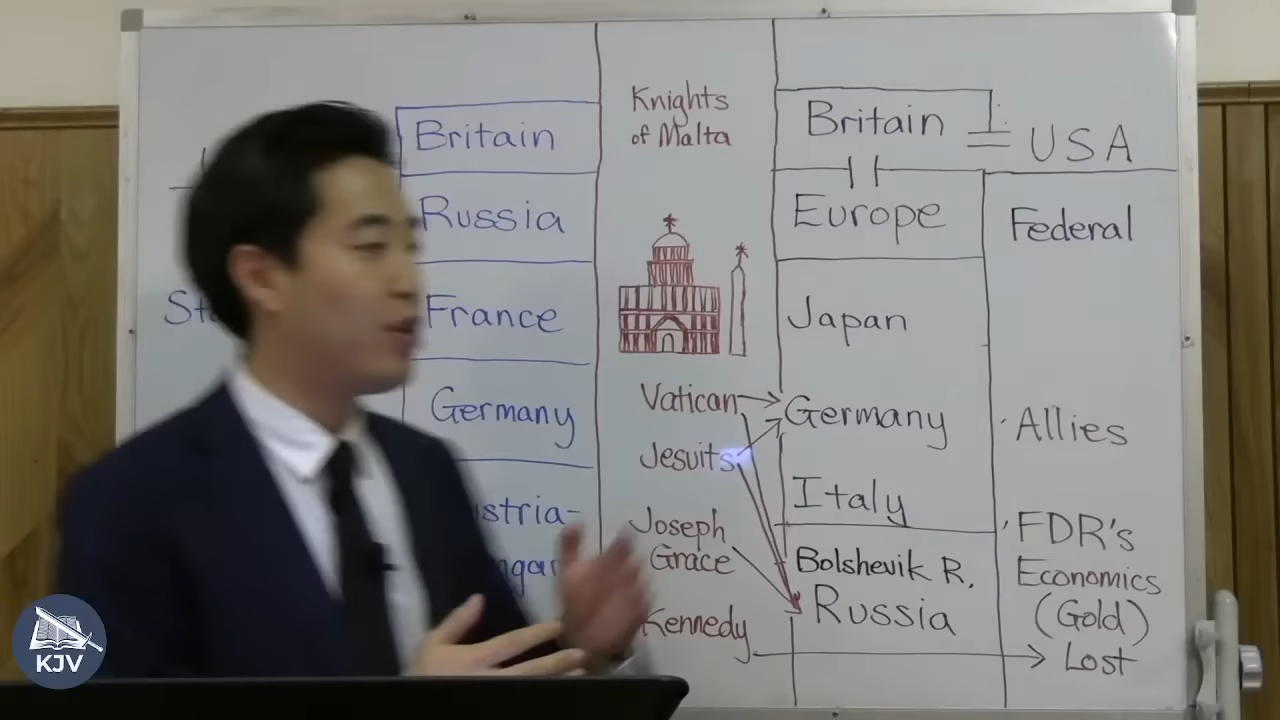 Britain
Russia
France
Germany
Knights
of Malta
Vatican
Jesuits
Joseph
Grace
Kennedy
Britain
Europe
Japan
Germany
Italy
Bolshevik R.
Russia
USA
Federal
Allies
FDR's
Economics
(Gold)
Lost
KJV